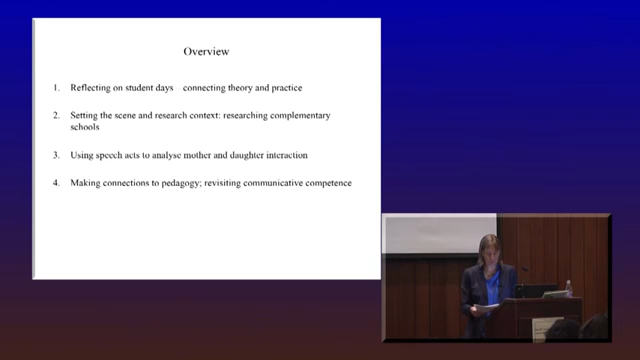 Overview
1. Reflecting on student days – connecting theory and practice
2. Setting the scene and research context: researching complementary
schools
3. Using speech acts to analyse mother and daughter interaction
4. Making connections to pedagogy; revisiting communicative competence